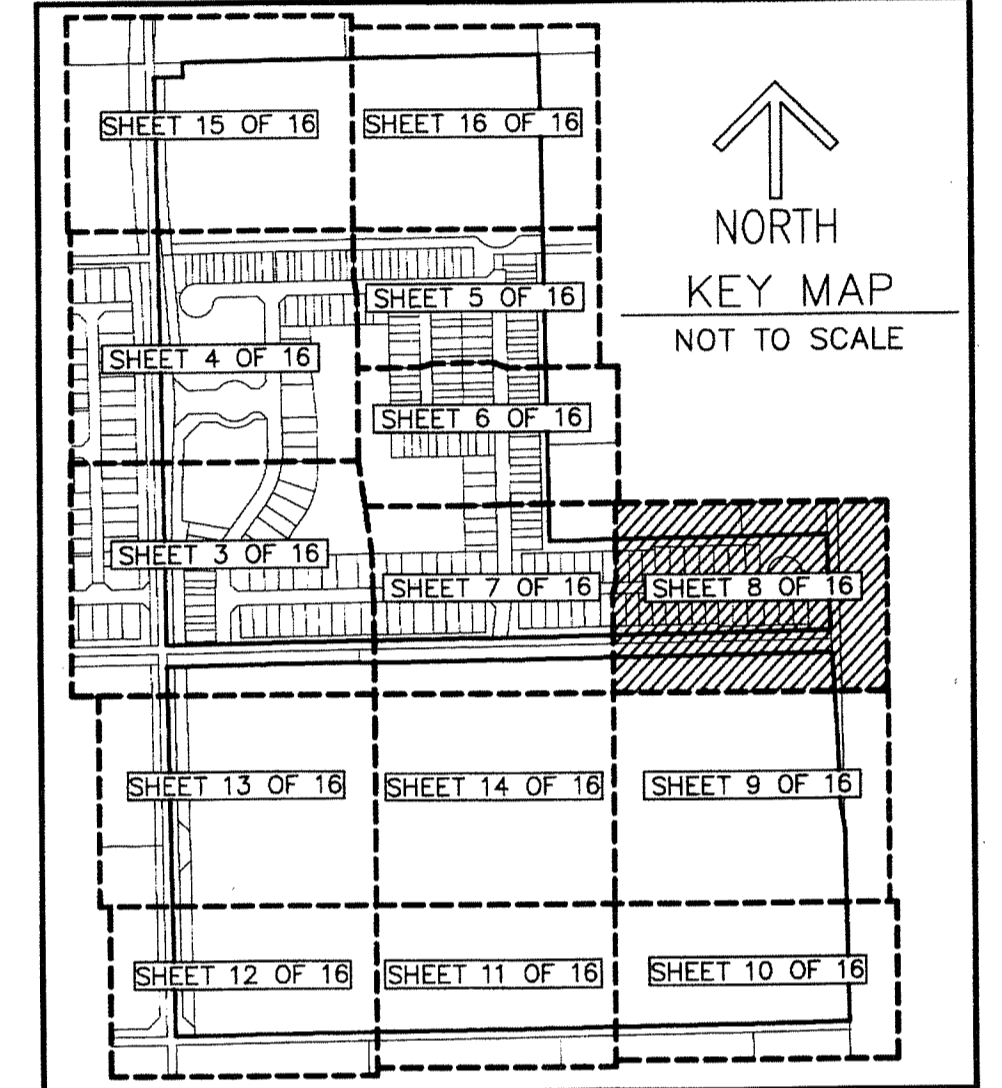 SHEET 15 OF 16
SHEET 16 OF 16
NORTH
KEY MAP
NOT TO SCALE
SHEET 5 OF 16
SHEET 4 OF 16
SHEET 6 OF 16
SHEET 3 OF 16
SHEET 7 OF 16
SHEET 8 OF 16
SHEET 13 OF 16
SHEET 14 OF 16
SHEET 9 OF 16
SHEET 12 OF 16
SHEET 11 OF 16
SHEET 10 OF 16